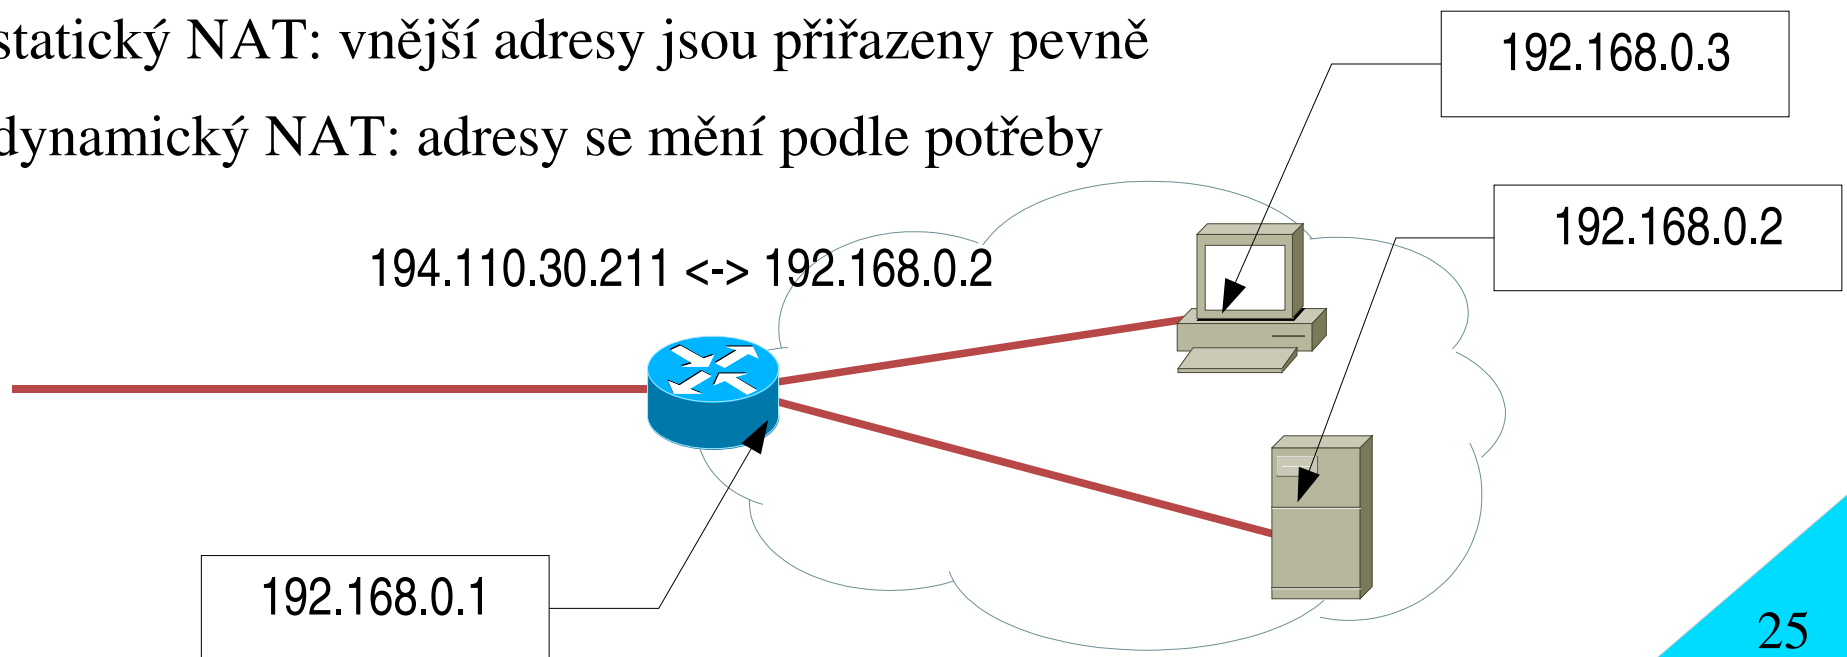 statický NAT: vnější adresy jsou přiřazeny pevně
dynamický NAT: adresy se mění podle potřeby
192.168.0.3
192.168.0.2
194.110.30.211 <-> 192.168.0.2
192.168.0.1
25